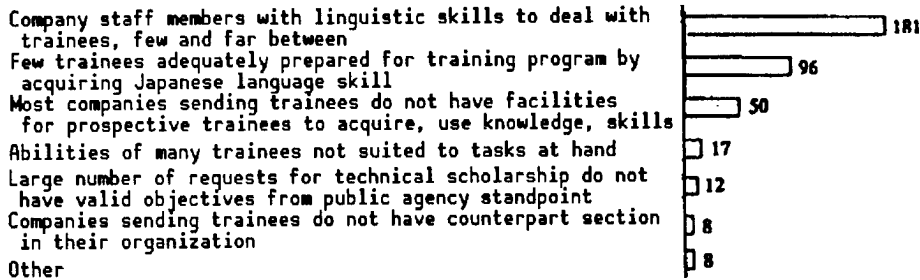 Company staff members with linguistic skills to deal with
trainees, few and far between
181
Few trainees adequately prepared for training program by
acquiring Japanese language skill
96
Most companies sending trainees do not have facilities
for prospective trainees to acquire, use knowledge, skills
50
Abilities of many trainees not suited to tasks at hand
17
Large number of requests for technical scholarship do not
have valid objectives from public agency standpoint
12
Companies sending trainees do not have counterpart section
in their organization
8
Other
8